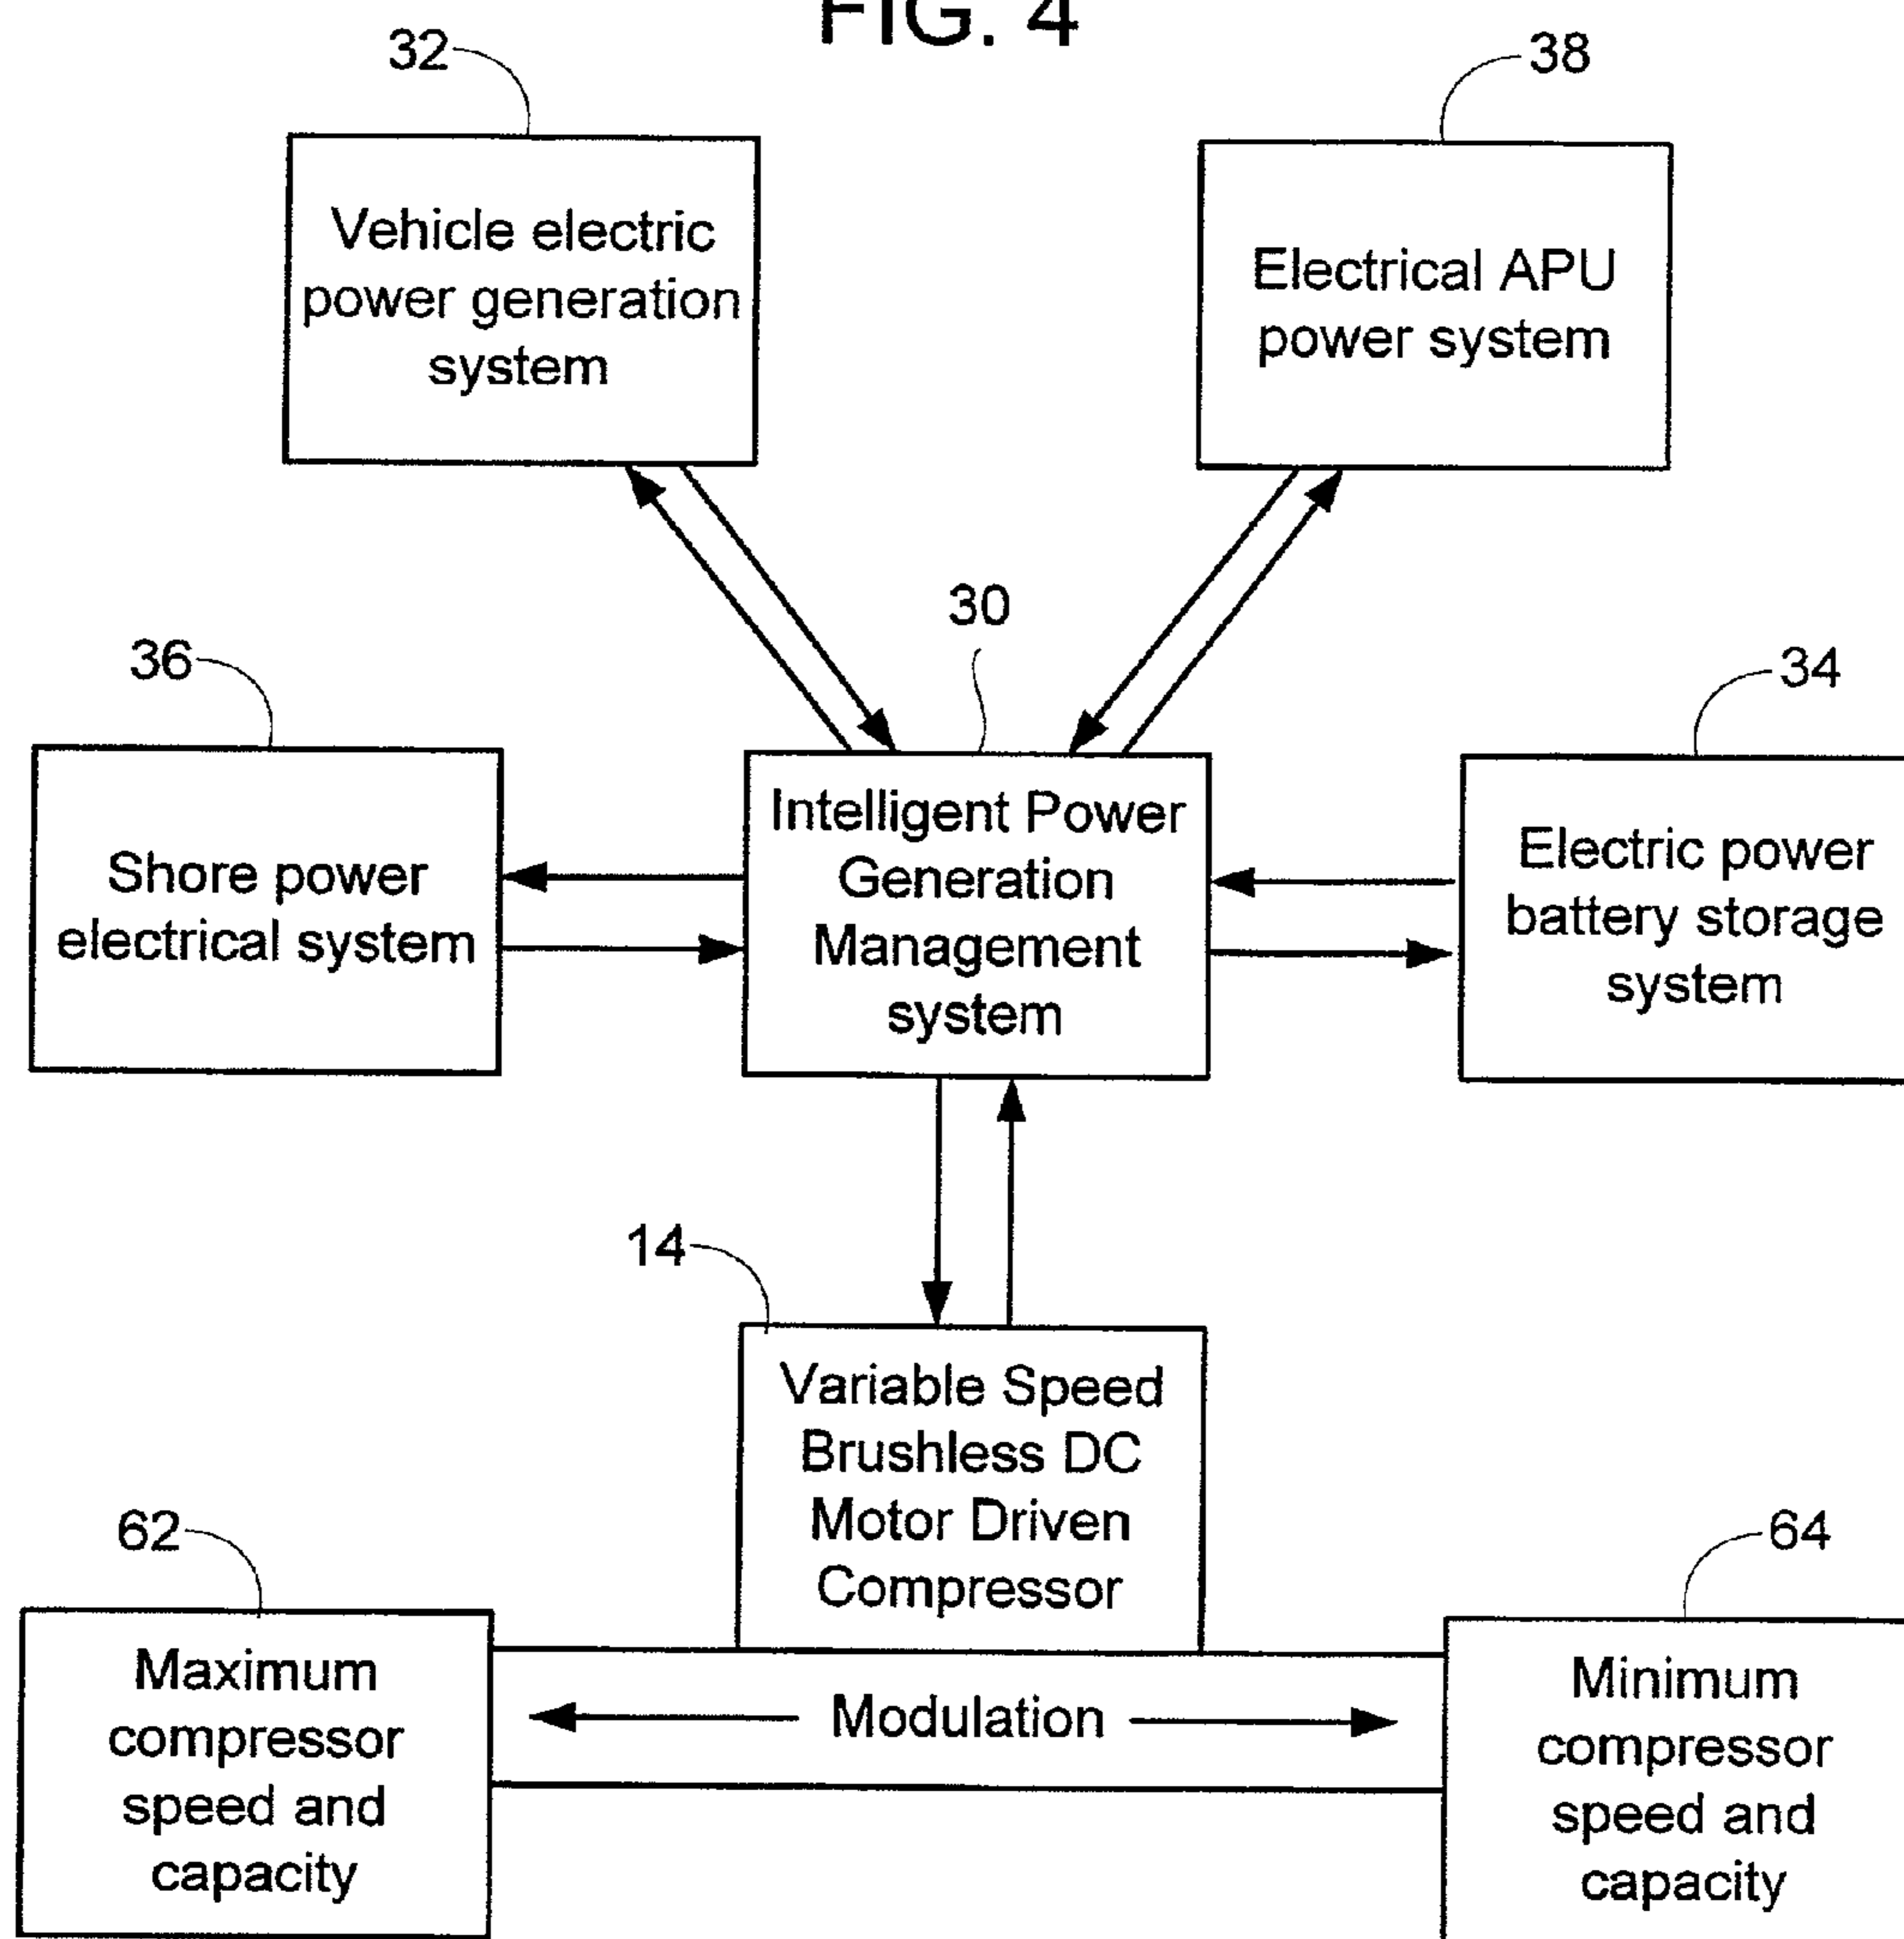 FIG. 4
32
38
Vehicle electric
power generation
system
Electrical APU
power system
30
36
34
Shore power
electrical system
Intelligent Power
Generation
Management
system
Electric power
battery storage
system
14
Variable Speed
Brushless DC
Motor Driven
Compressor
62
64
Maximum
compressor
speed and
capacity
Modulation
Minimum
compressor
speed and
capacity